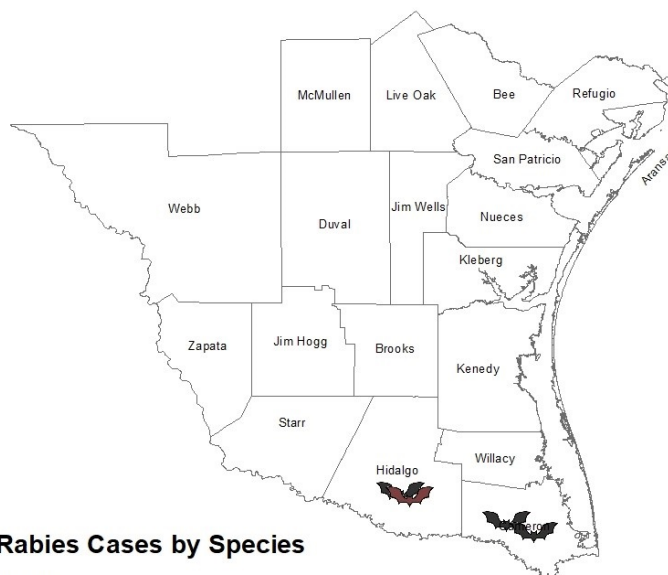 McMullen
Live Oak
Bee
Refugio
San Patricio
Webb
Duval
Jim Wells
Nueces
Kleberg
Zapata
Jim Hogg
Brooks
Kenedy
Starr
Willacy
Hidalgo
Cameron
Rabies Cases by Species